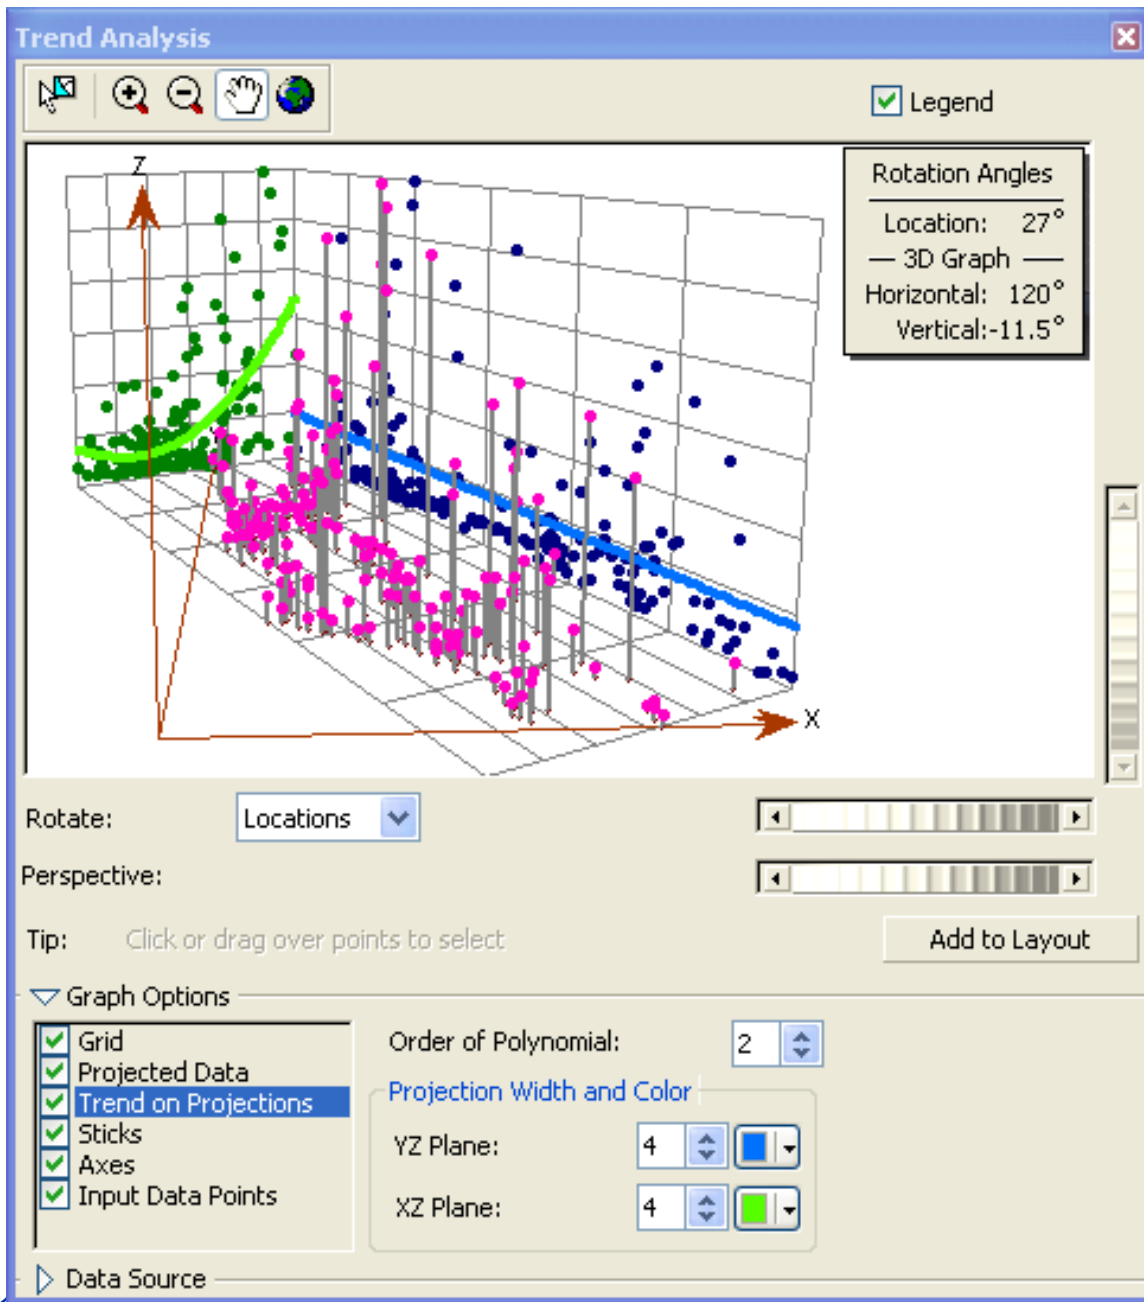 Trend Analysis
Legend
Z
Rotation Angles
Location: 27°
3D Graph
Horizontal: 120°
Vertical:-11.5°
X
Rotate: Locations
Perspective:
Tip: Click or drag over points to select Add to Layout
Graph Options
Grid
Projected Data
Trend on Projections
Sticks
Axes
Input Data Points
Order of Polynomial: 2
Projection Width and Color
YZ Plane: 4
XZ Plane: 4
Data Source